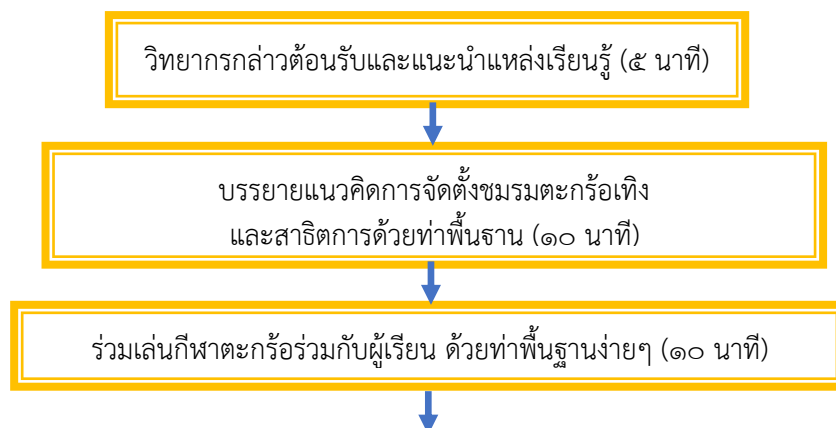 วิทยากรกล่าวต้อนรับและแนะนำแหล่งเรียนรู้ (๕ นาที)
บรรยายแนวคิดการจัดตั้งชมรมตะกร้อเทิง
และสาธิตการด้วยท่าพื้นจาน (๑๐ นาที)
ร่วมเล่นกีฬาตะกร้อร่วมกับผู้เรียน ด้วยท่าพื้นฐานง่ายๆ (๑๐ นาที)